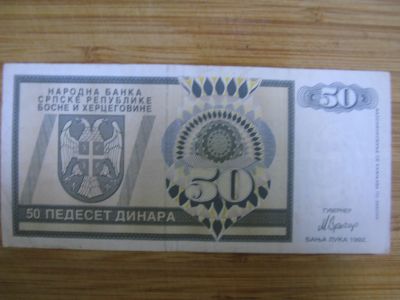 НАРОДНА БАНКА
СРПСКЕ РЕПУБЛИКЕ
БОСНЕ И ХЕРЦЕГОВИНЕ
50
50
50 ПЕДЕСЕТ ДИНАРА
ГУВЕРНЕР
БАЊА ЛУКА 1992.